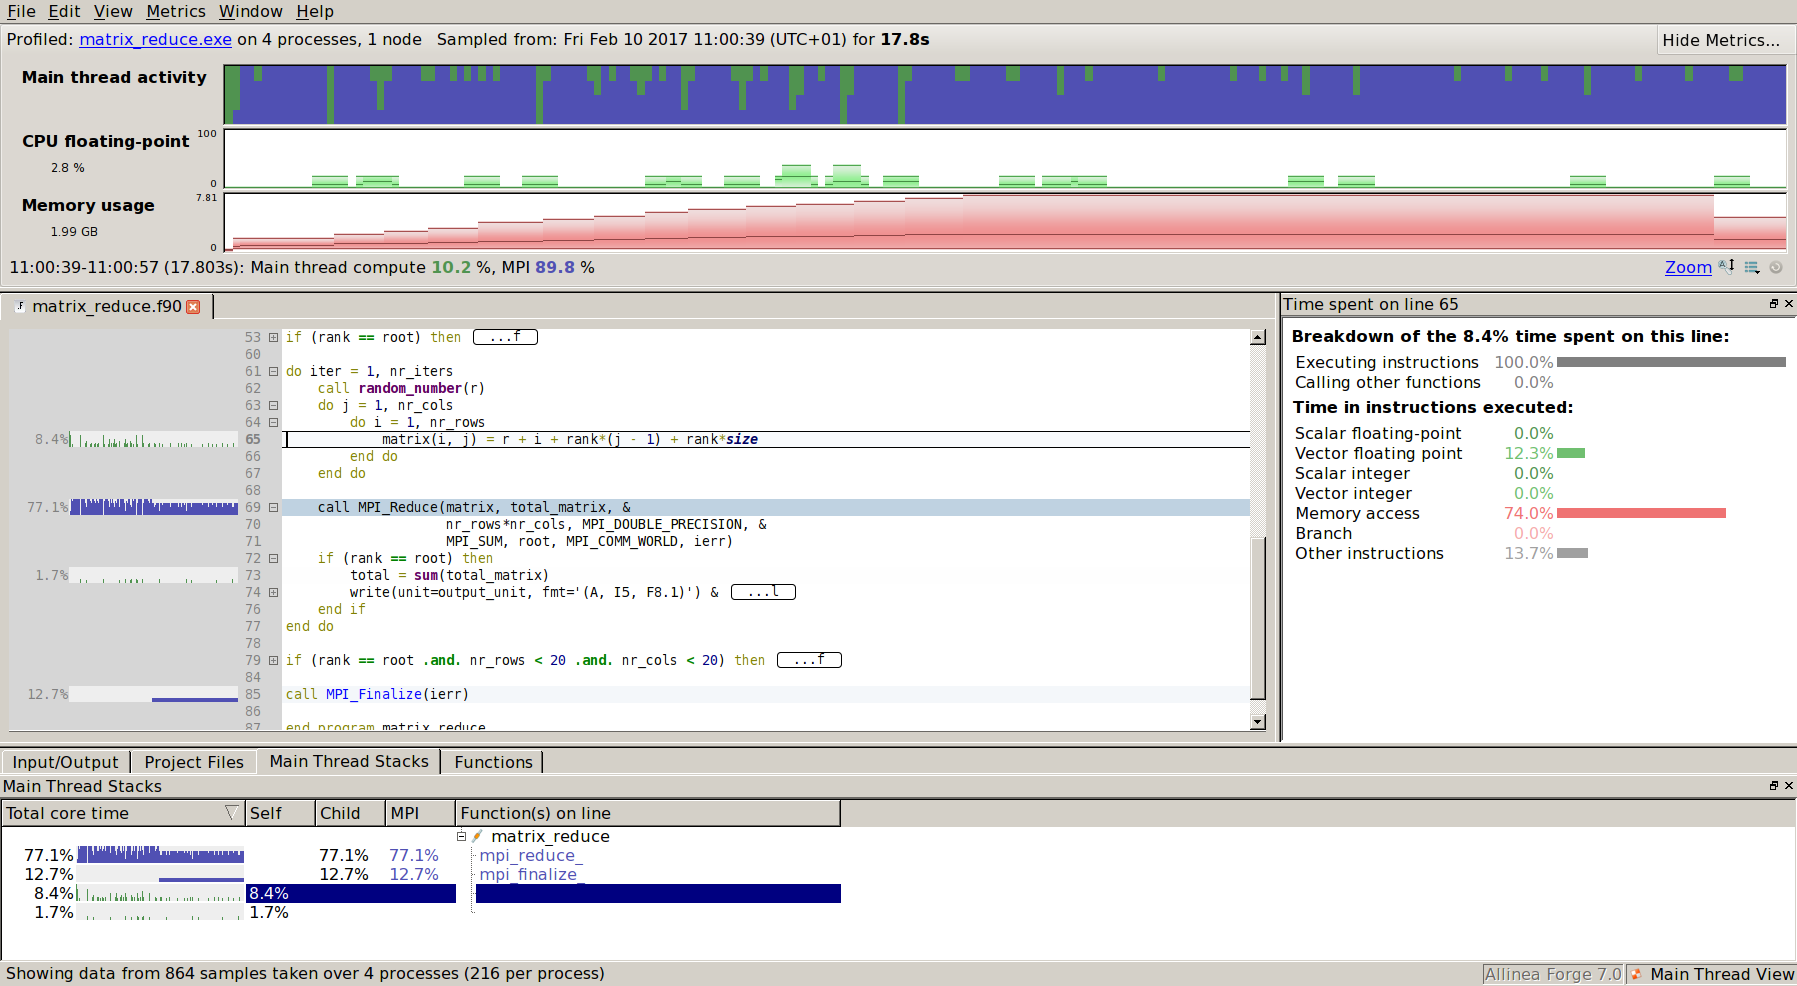 File Edit View Metrics Window Help
Profiled: matrix_reduce.exe on 4 processes, 1 node Sampled from: Fri Feb 10 2017 11:00:39 (UTC+01) for 17.8s Hide Metrics...
Main thread activity
CPU floating-point 100
2.8 %
0
Memory usage 7.81
1.99 GB
0
11:00:39-11:00:57 (17.803s): Main thread compute 10.2 %, MPI 89.8 % Zoom
matrix_reduce.f90
53 if (rank == root) then ...f
60
61 do iter = 1, nr_iters
62 call random_number(r)
63 do j = 1, nr_cols
64 do i = 1, nr_rows
8.4% 65 matrix(i, j) = r + i + rank*(j - 1) + rank*size
66 end do
67 end do
68
77.1% 69 call MPI_Reduce(matrix, total_matrix, &
70 nr_rows*nr_cols, MPI_DOUBLE_PRECISION, &
71 MPI_SUM, root, MPI_COMM_WORLD, ierr)
72 if (rank == root) then
1.7% 73 total = sum(total_matrix)
74 write(unit=output_unit, fmt='(A, I5, F8.1)') & ...l
76 end if
77 end do
78
79 if (rank == root .and. nr_rows < 20 .and. nr_cols < 20) then ...f
84
12.7% 85 call MPI_Finalize(ierr)
86
87 end program matrix_reduce
Time spent on line 65
Breakdown of the 8.4% time spent on this line:
Executing instructions 100.0%
Calling other functions 0.0%
Time in instructions executed:
Scalar floating-point 0.0%
Vector floating point 12.3%
Scalar integer 0.0%
Vector integer 0.0%
Memory access 74.0%
Branch 0.0%
Other instructions 13.7%
Input/Output Project Files Main Thread Stacks Functions
Main Thread Stacks
Total core time Self Child MPI Function(s) on line
matrix_reduce
77.1% 77.1% 77.1% mpi_reduce_
12.7% 12.7% 12.7% mpi_finalize_
8.4% 8.4%
1.7% 1.7%
Showing data from 864 samples taken over 4 processes (216 per process) Allinea Forge 7.0 Main Thread View